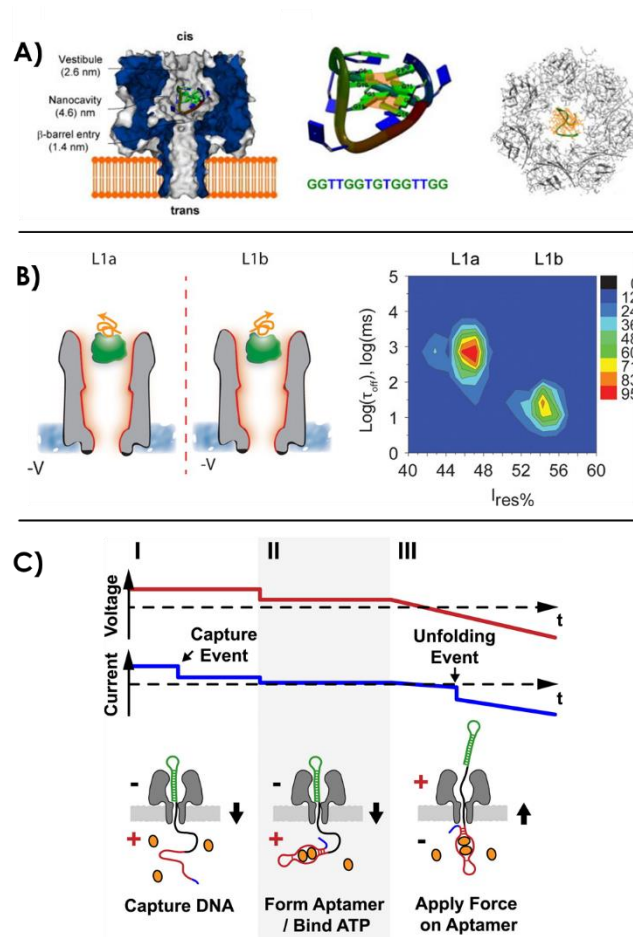 A)
cis
Vestibule
(2.6 nm)
Nanocavity
(4.6) nm
β-barrel entry
(1.4 nm)
trans
GGTTGGTGTGGTTGG
B)
L1a
L1b
-V
-V
L1a
L1b
Log(τoff), log(ms)
5
4
3
2
1
0
40 44 48 52 56 60
Ires%
0
12
24
36
48
60
71
83
95
C)
I
II
III
Voltage
t
Capture
Event
Unfolding
Event
Current
t
-
+
-
+
+
-
Capture DNA
Form Aptamer
/ Bind ATP
Apply Force
on Aptamer